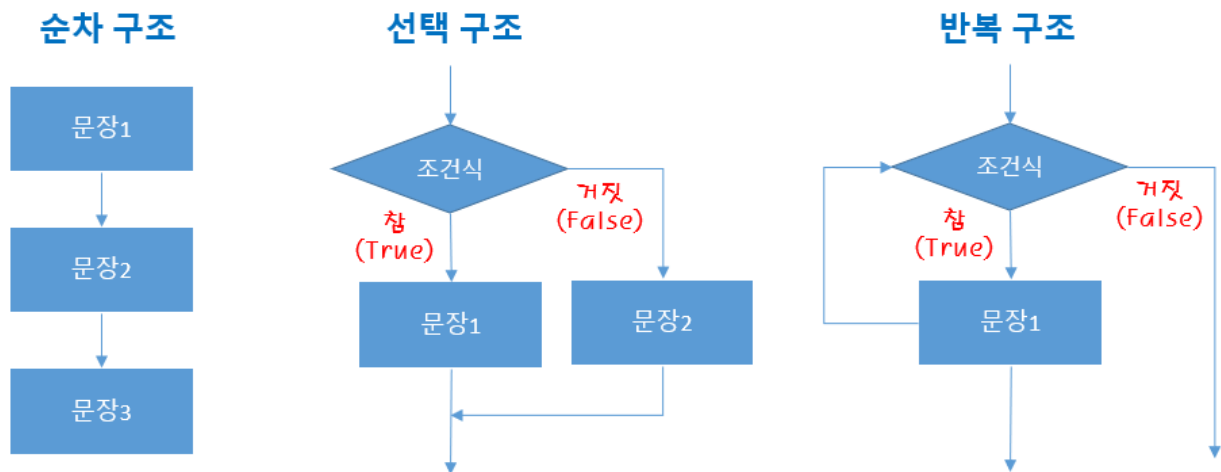 순차 구조
문장1
문장2
문장3
선택 구조
조건식
참
(True)
거짓
(False)
문장1
문장2
반복 구조
조건식
참
(True)
거짓
(False)
문장1